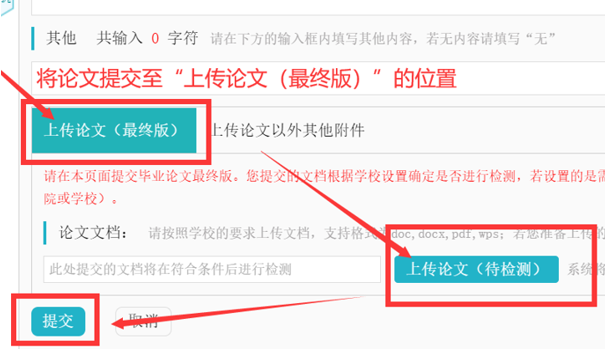 其他 共输入 0 字符 请在下方的输入框内填写其他内容，若无内容请填写“无”
将论文提交至“上传论文（最终版）”的位置
上传论文（最终版） 上传论文以外其他附件
请在本页面提交毕业论文最终版。您提交的文档根据学校设置确定是否进行检测，若设置的是需
院或学校）。
论文文档： 请按照学校的要求上传文档，支持格式为doc,docx,pdf,wps；若您准备上传的
此处提交的文档将在符合条件后进行检测 上传论文（待检测） 系统将
提交 取消